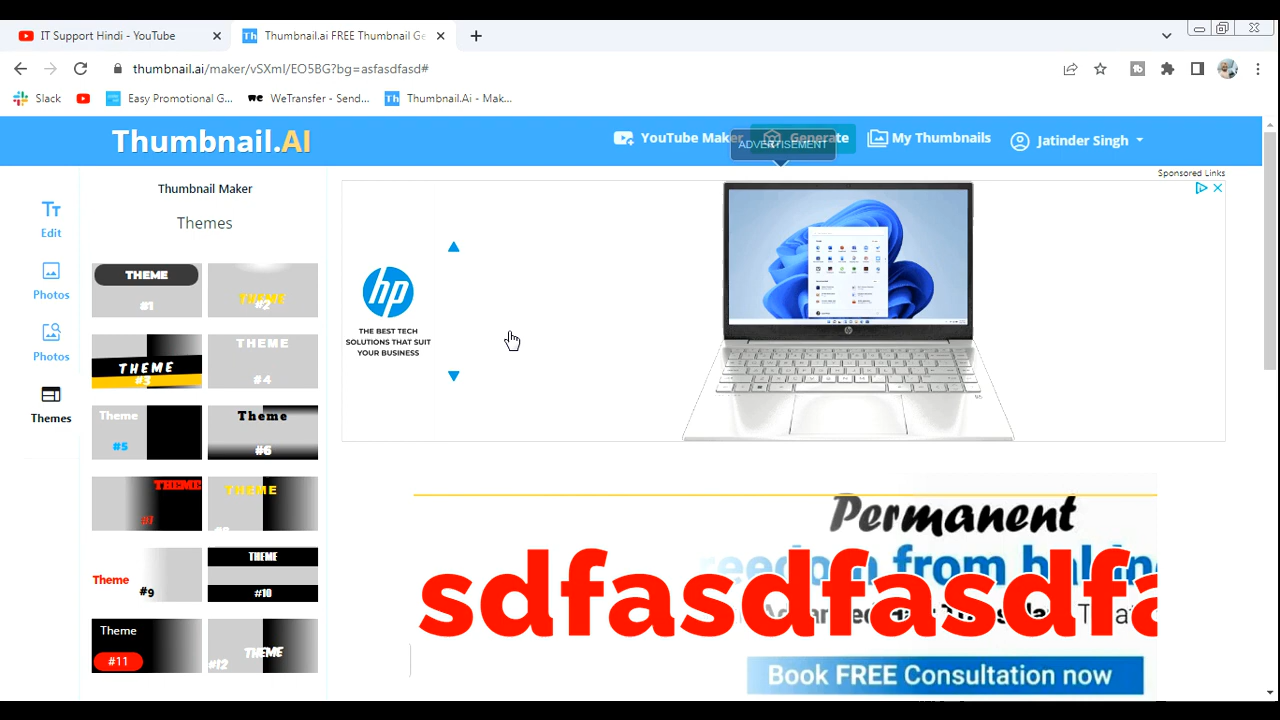 IT Support Hindi - YouTube
Thumbnail.ai FREE Thumbnail Ge
thumbnail.ai/maker/vSXml/EO5BG?bg=asfasdfasd#
Slack
Easy Promotional G...
WeTransfer - Send...
Thumbnail.Ai - Mak...
Thumbnail.AI
YouTube Maker
Generate
My Thumbnails
Jatinder Singh
ADVERTISEMENT
Sponsored Links
Thumbnail Maker
Themes
Edit
Photos
Photos
Themes
THEME
#1
THEME
#2
THEME
#3
THEME
#4
Theme
#5
Theme
#6
THEME
THEME
Theme
#9
THEME
#10
Theme
#11
THEME
#12
hp
THE BEST TECH
SOLUTIONS THAT SUIT
YOUR BUSINESS
Permanent
sdfasdfasdfa
Book FREE Consultation now